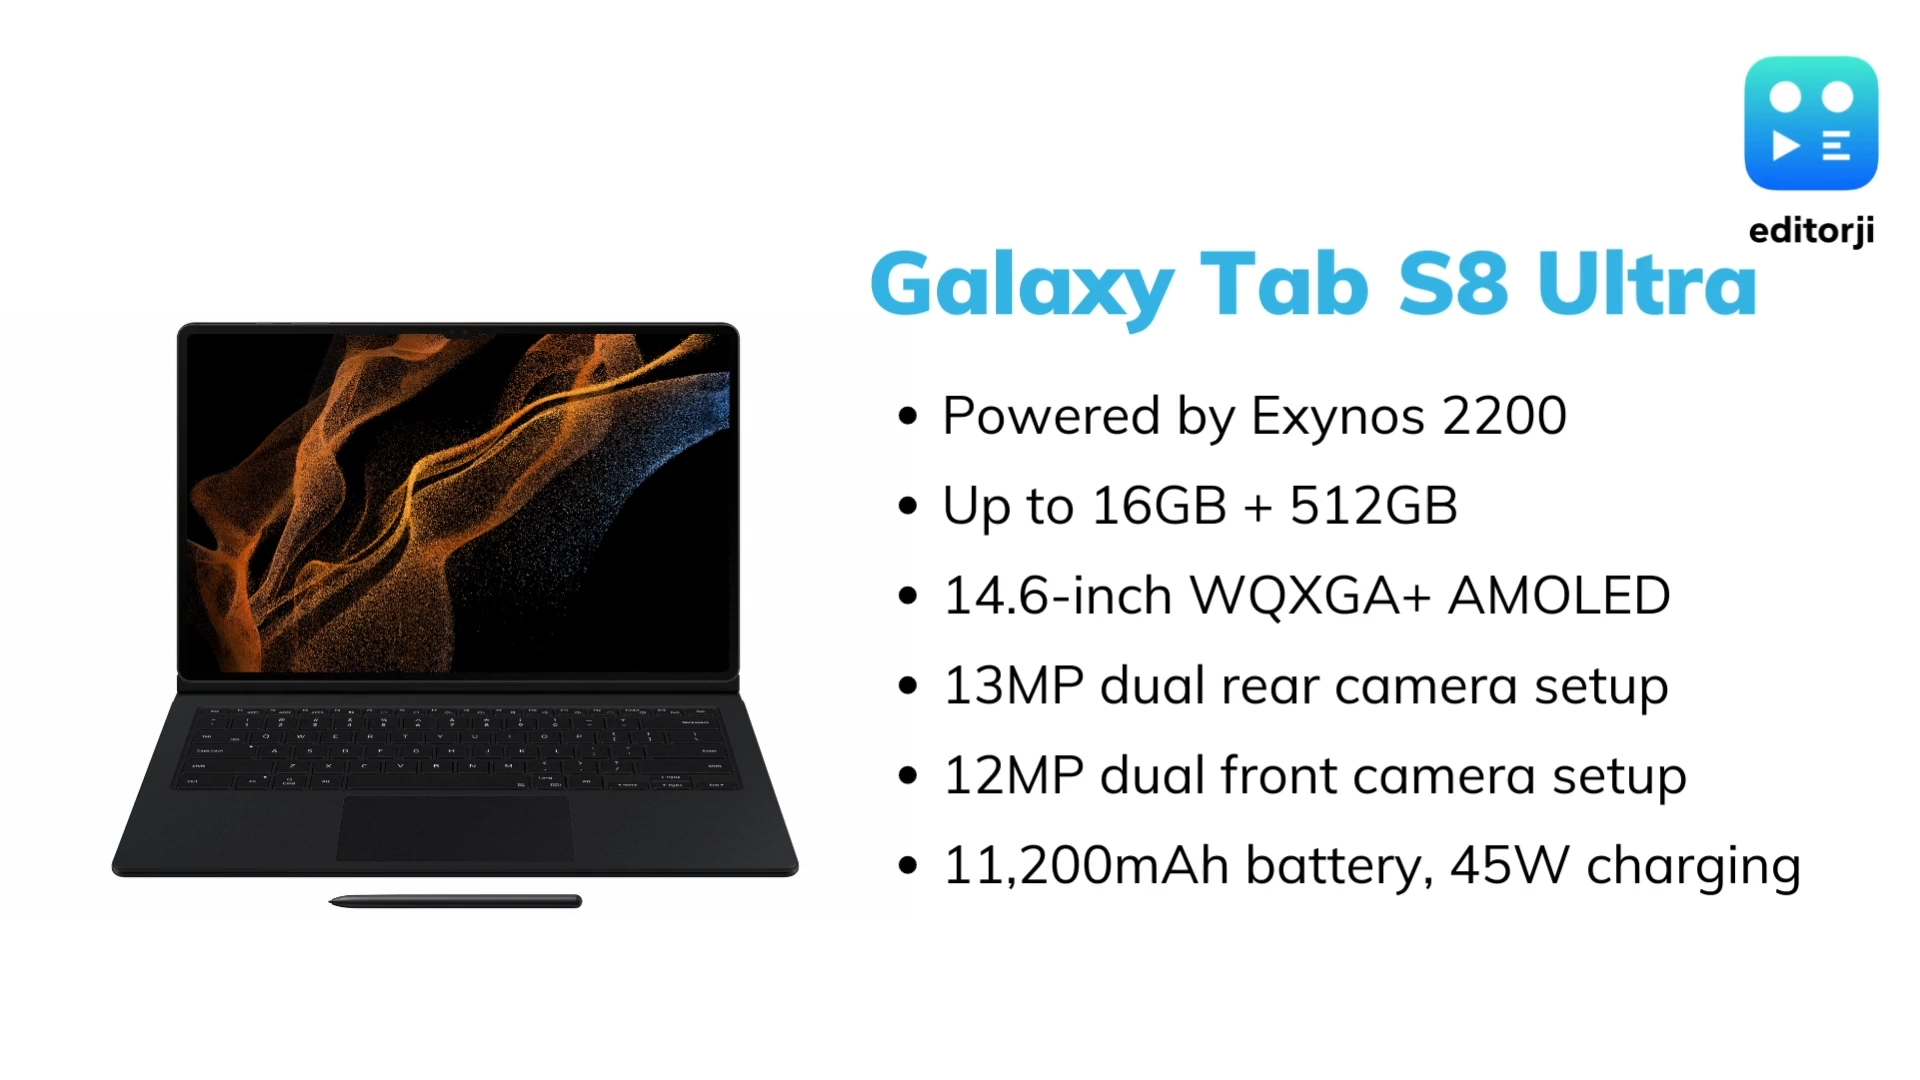 editorji
Galaxy Tab S8 Ultra
Powered by Exynos 2200
Up to 16GB + 512GB
14.6-inch WQXGA+ AMOLED
13MP dual rear camera setup
12MP dual front camera setup
11,200mAh battery, 45W charging